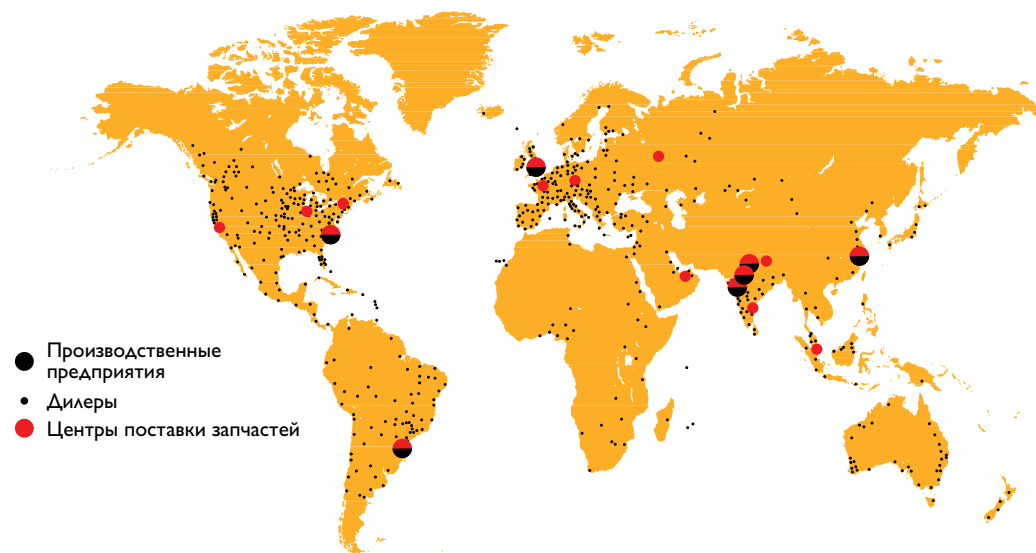 Производственные
предприятия
Дилеры
Центры поставки запчастей